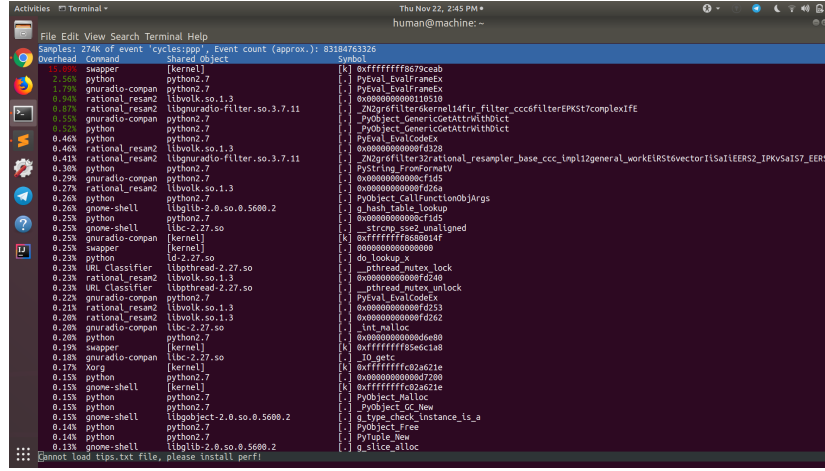 Activities Terminal Thu Nov 22, 2:45 PM
human@machine: ~
File Edit View Search Terminal Help
Samples: 274K of event 'cycles:ppp', Event count (approx.): 83184763326
Overhead Command Shared Object Symbol
15.09% swapper [kernel] [k] 0xffffffff8679ceab
2.56% python python2.7 [.] PyEval_EvalFrameEx
1.79% gnuradio-compan python2.7 [.] PyEval_EvalFrameEx
0.94% rational_resam2 libvolk.so.1.3 [.] 0x0000000000110510
0.87% rational_resam2 libgnuradio-filter.so.3.7.11 [.] _ZN2gr6filter6kernel14fir_filter_ccc6filterEPKSt7complexIfE
0.55% gnuradio-compan python2.7 [.] _PyObject_GenericGetAttrWithDict
0.52% python python2.7 [.] _PyObject_GenericGetAttrWithDict
0.46% python python2.7 [.] PyEval_EvalCodeEx
0.46% rational_resam2 libvolk.so.1.3 [.] 0x00000000000fd328
0.41% rational_resam2 libgnuradio-filter.so.3.7.11 [.] _ZN2gr6filter32rational_resampler_base_ccc_impl12general_workEiRSt6vectorIiSaIiEERS2_IPKvSaIS7_EERS
0.30% python python2.7 [.] PyString_FromFormatV
0.29% gnuradio-compan python2.7 [.] 0x00000000000cf1d5
0.27% rational_resam2 libvolk.so.1.3 [.] 0x00000000000fd26a
0.26% python python2.7 [.] PyObject_CallFunctionObjArgs
0.26% gnome-shell libglib-2.0.so.0.5600.2 [.] g_hash_table_lookup
0.25% python python2.7 [.] 0x00000000000cf1d5
0.25% gnome-shell libc-2.27.so [.] __strcmp_sse2_unaligned
0.25% gnuradio-compan [kernel] [k] 0xffffffff8680014f
0.25% swapper [kernel] [.] 0000000000000000
0.24% python ld-2.27.so [.] do_lookup_x
0.23% URL Classifier libpthread-2.27.so [.] __pthread_mutex_lock
0.23% rational_resam2 libvolk.so.1.3 [.] 0x00000000000fd240
0.23% URL Classifier libpthread-2.27.so [.] __pthread_mutex_unlock
0.22% gnuradio-compan python2.7 [.] PyEval_EvalCodeEx
0.21% rational_resam2 libvolk.so.1.3 [.] 0x00000000000fd253
0.20% rational_resam2 libvolk.so.1.3 [.] 0x00000000000fd262
0.20% gnuradio-compan libc-2.27.so [.] _int_malloc
0.20% python python2.7 [.] 0x00000000000d6e80
0.19% swapper [kernel] [k] 0xffffffff85e6c1a8
0.18% gnuradio-compan libc-2.27.so [.] _IO_getc
0.17% Xorg [kernel] [k] 0xffffffffc02a621e
0.15% python python2.7 [.] 0x00000000000d7200
0.15% gnome-shell [kernel] [k] 0xffffffffc02a621e
0.15% python python2.7 [.] PyObject_Malloc
0.15% python python2.7 [.] _PyObject_GC_New
0.15% gnome-shell libgobject-2.0.so.0.5600.2 [.] g_type_check_instance_is_a
0.14% python python2.7 [.] PyObject_Free
0.14% python python2.7 [.] PyTuple_New
0.13% gnome-shell libglib-2.0.so.0.5600.2 [.] g_slice_alloc
Cannot load tips.txt file, please install perf!